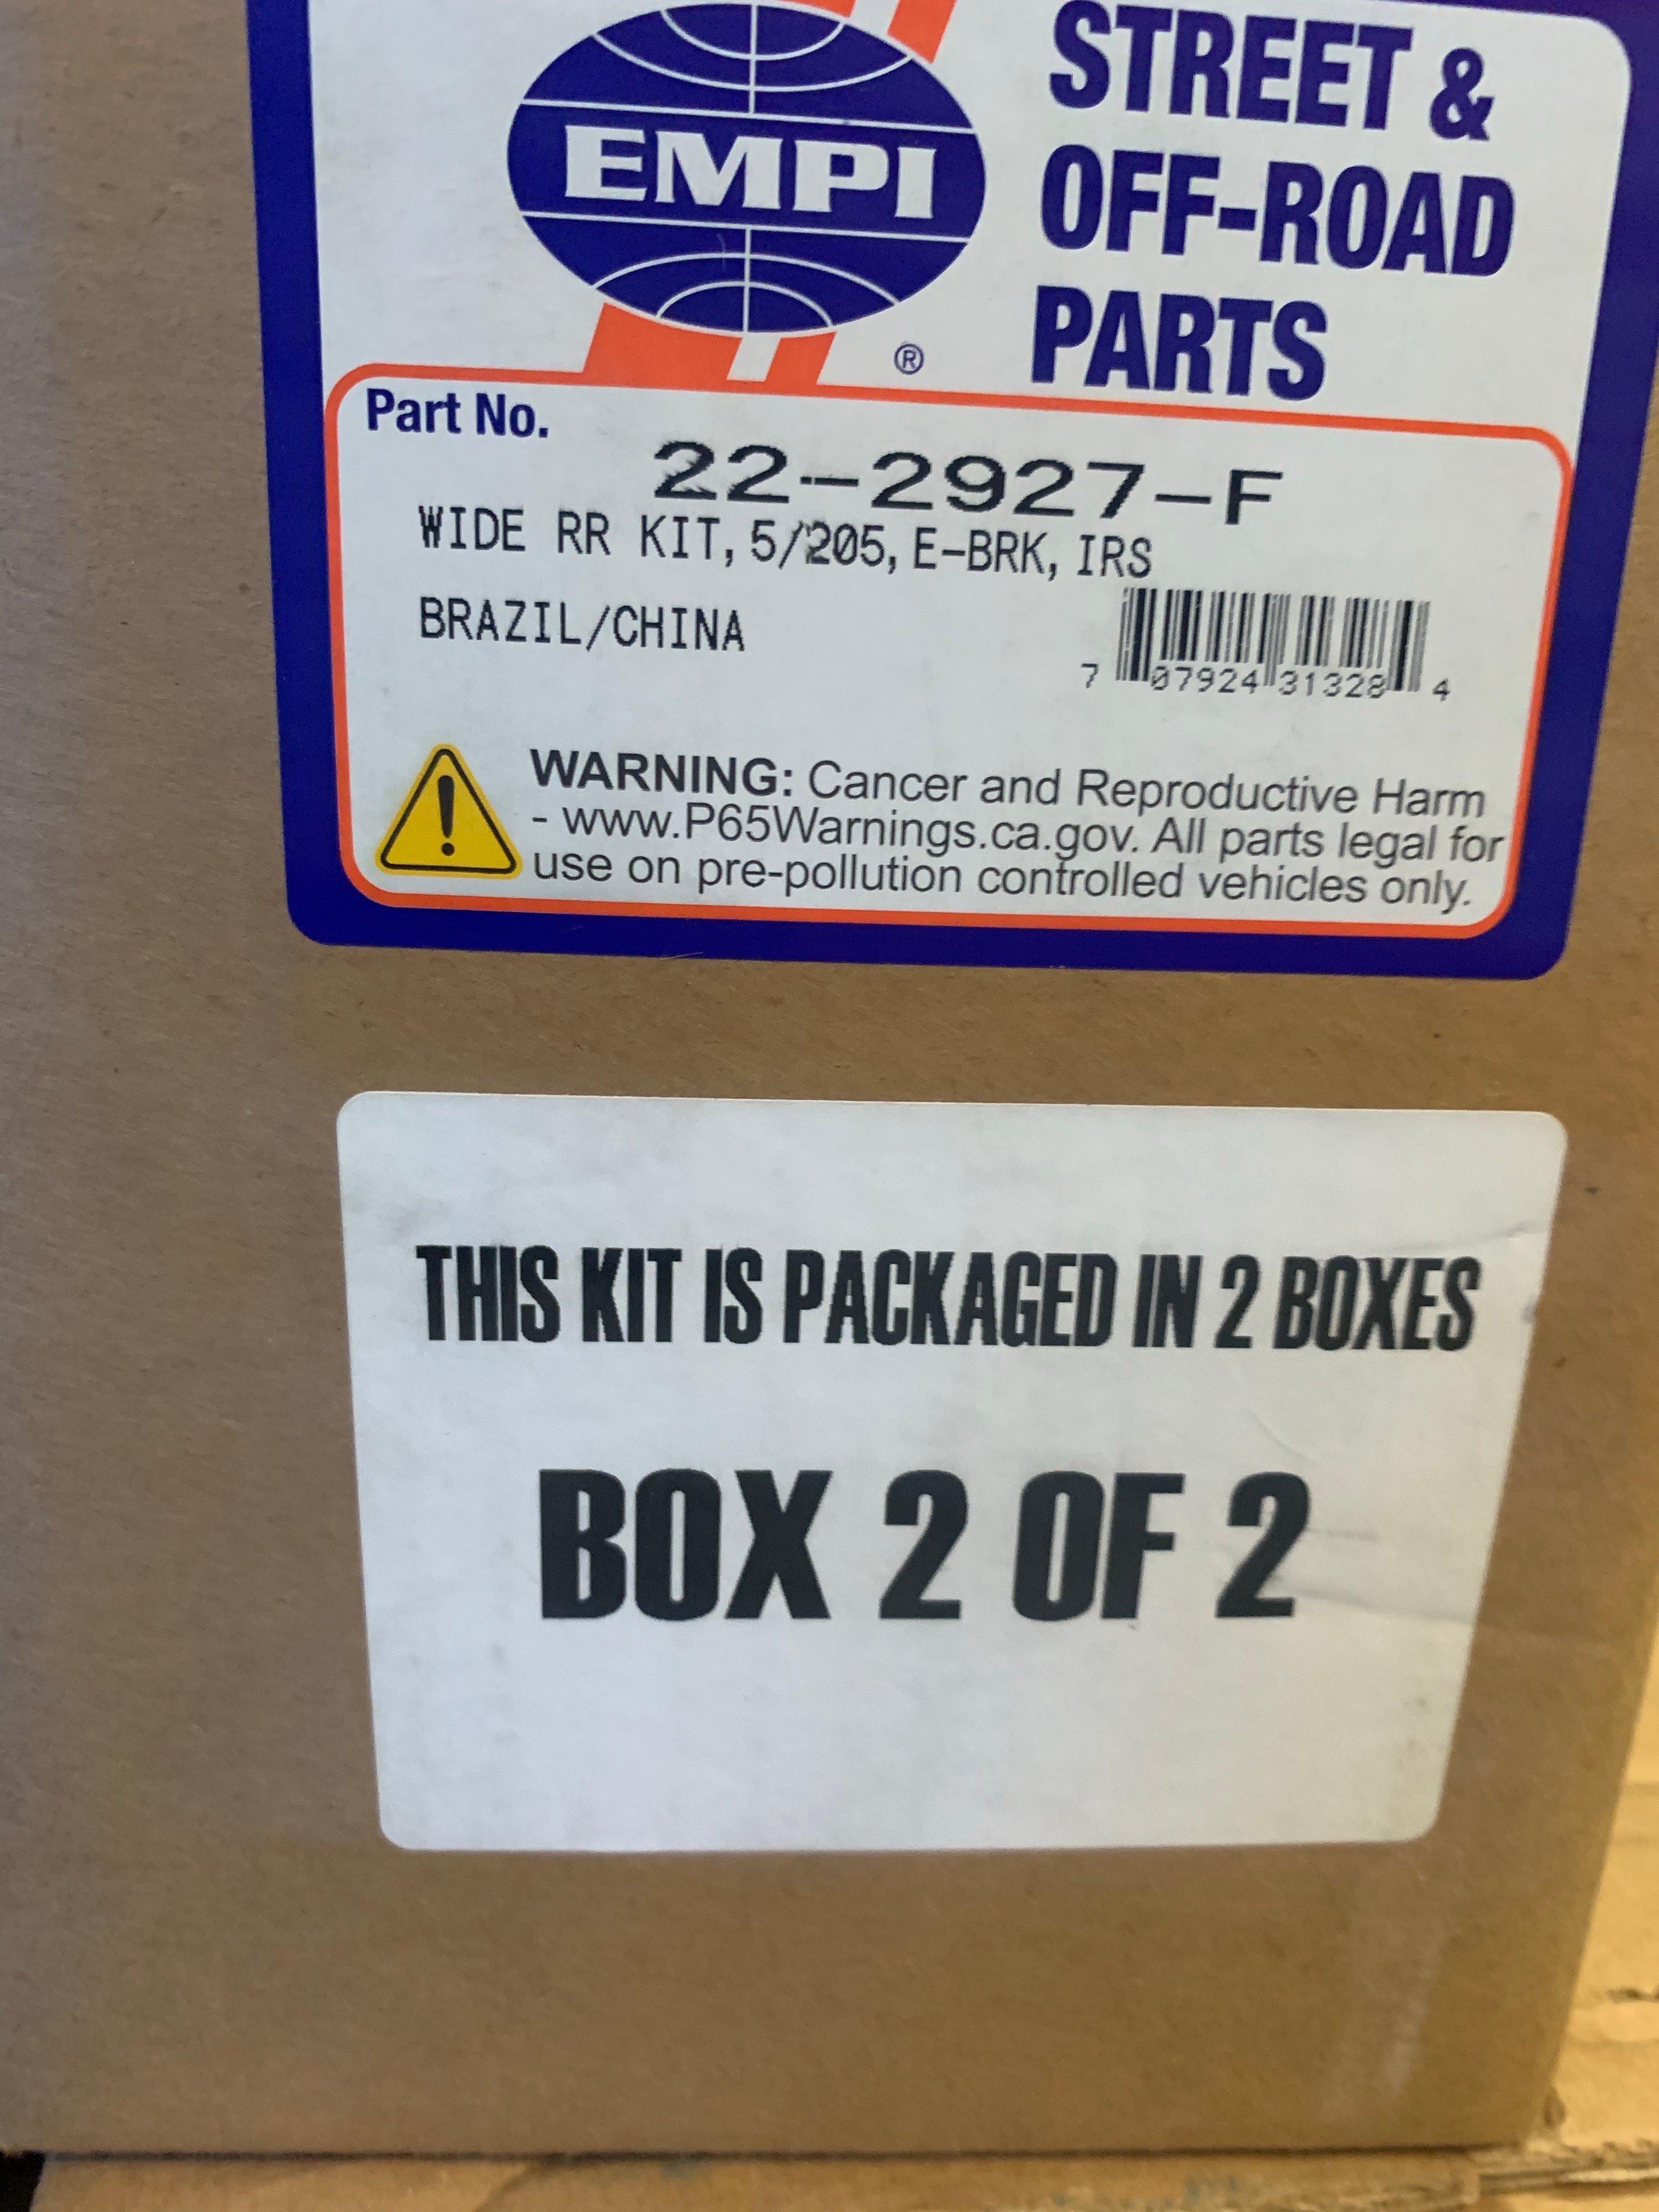 EMPI
®
STREET &
OFF-ROAD
PARTS
Part No.
22-2927-F
WIDE RR KIT, 5/205, E-BRK, IRS
BRAZIL/CHINA
7 07924 31328 4
WARNING: Cancer and Reproductive Harm
- www.P65Warnings.ca.gov. All parts legal for
use on pre-pollution controlled vehicles only.
THIS KIT IS PACKAGED IN 2 BOXES
BOX 2 OF 2